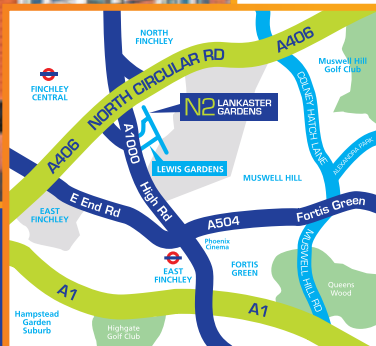 NORTH
FINCHLEY
A406
Muswell Hill
Golf Club
NORTH CIRCULAR RD
FINCHLEY
CENTRAL
COLNEY HATCH LANE
N2 LANKASTER
GARDENS
A1000
A406
ALEXANDRA PARK
LEWIS GARDENS
MUSWELL HILL
High Rd
E End Rd
Fortis Green
EAST
FINCHLEY
A504
Phoenix
Cinema
MUSWELL HILL RD
EAST
FINCHLEY
FORTIS
GREEN
Queens
Wood
A1
A1
Hampstead
Garden
Suburb
Highgate
Golf Club